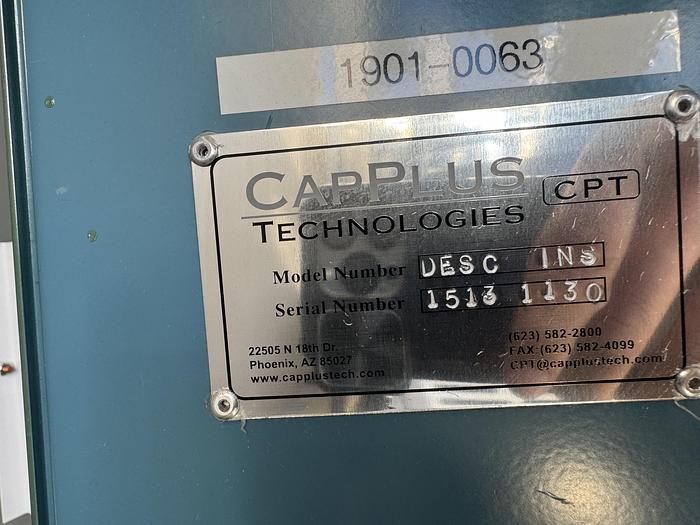 1901-0063
CAPPLUS CPT
TECHNOLOGIES
Model Number DESC INS
Serial Number 1513 1130
22505 N 18th Dr.
Phoenix, AZ 85027
www.capplustech.com
(623) 582-2800
FAX:(623) 582-4099
CPT@capplustech.com